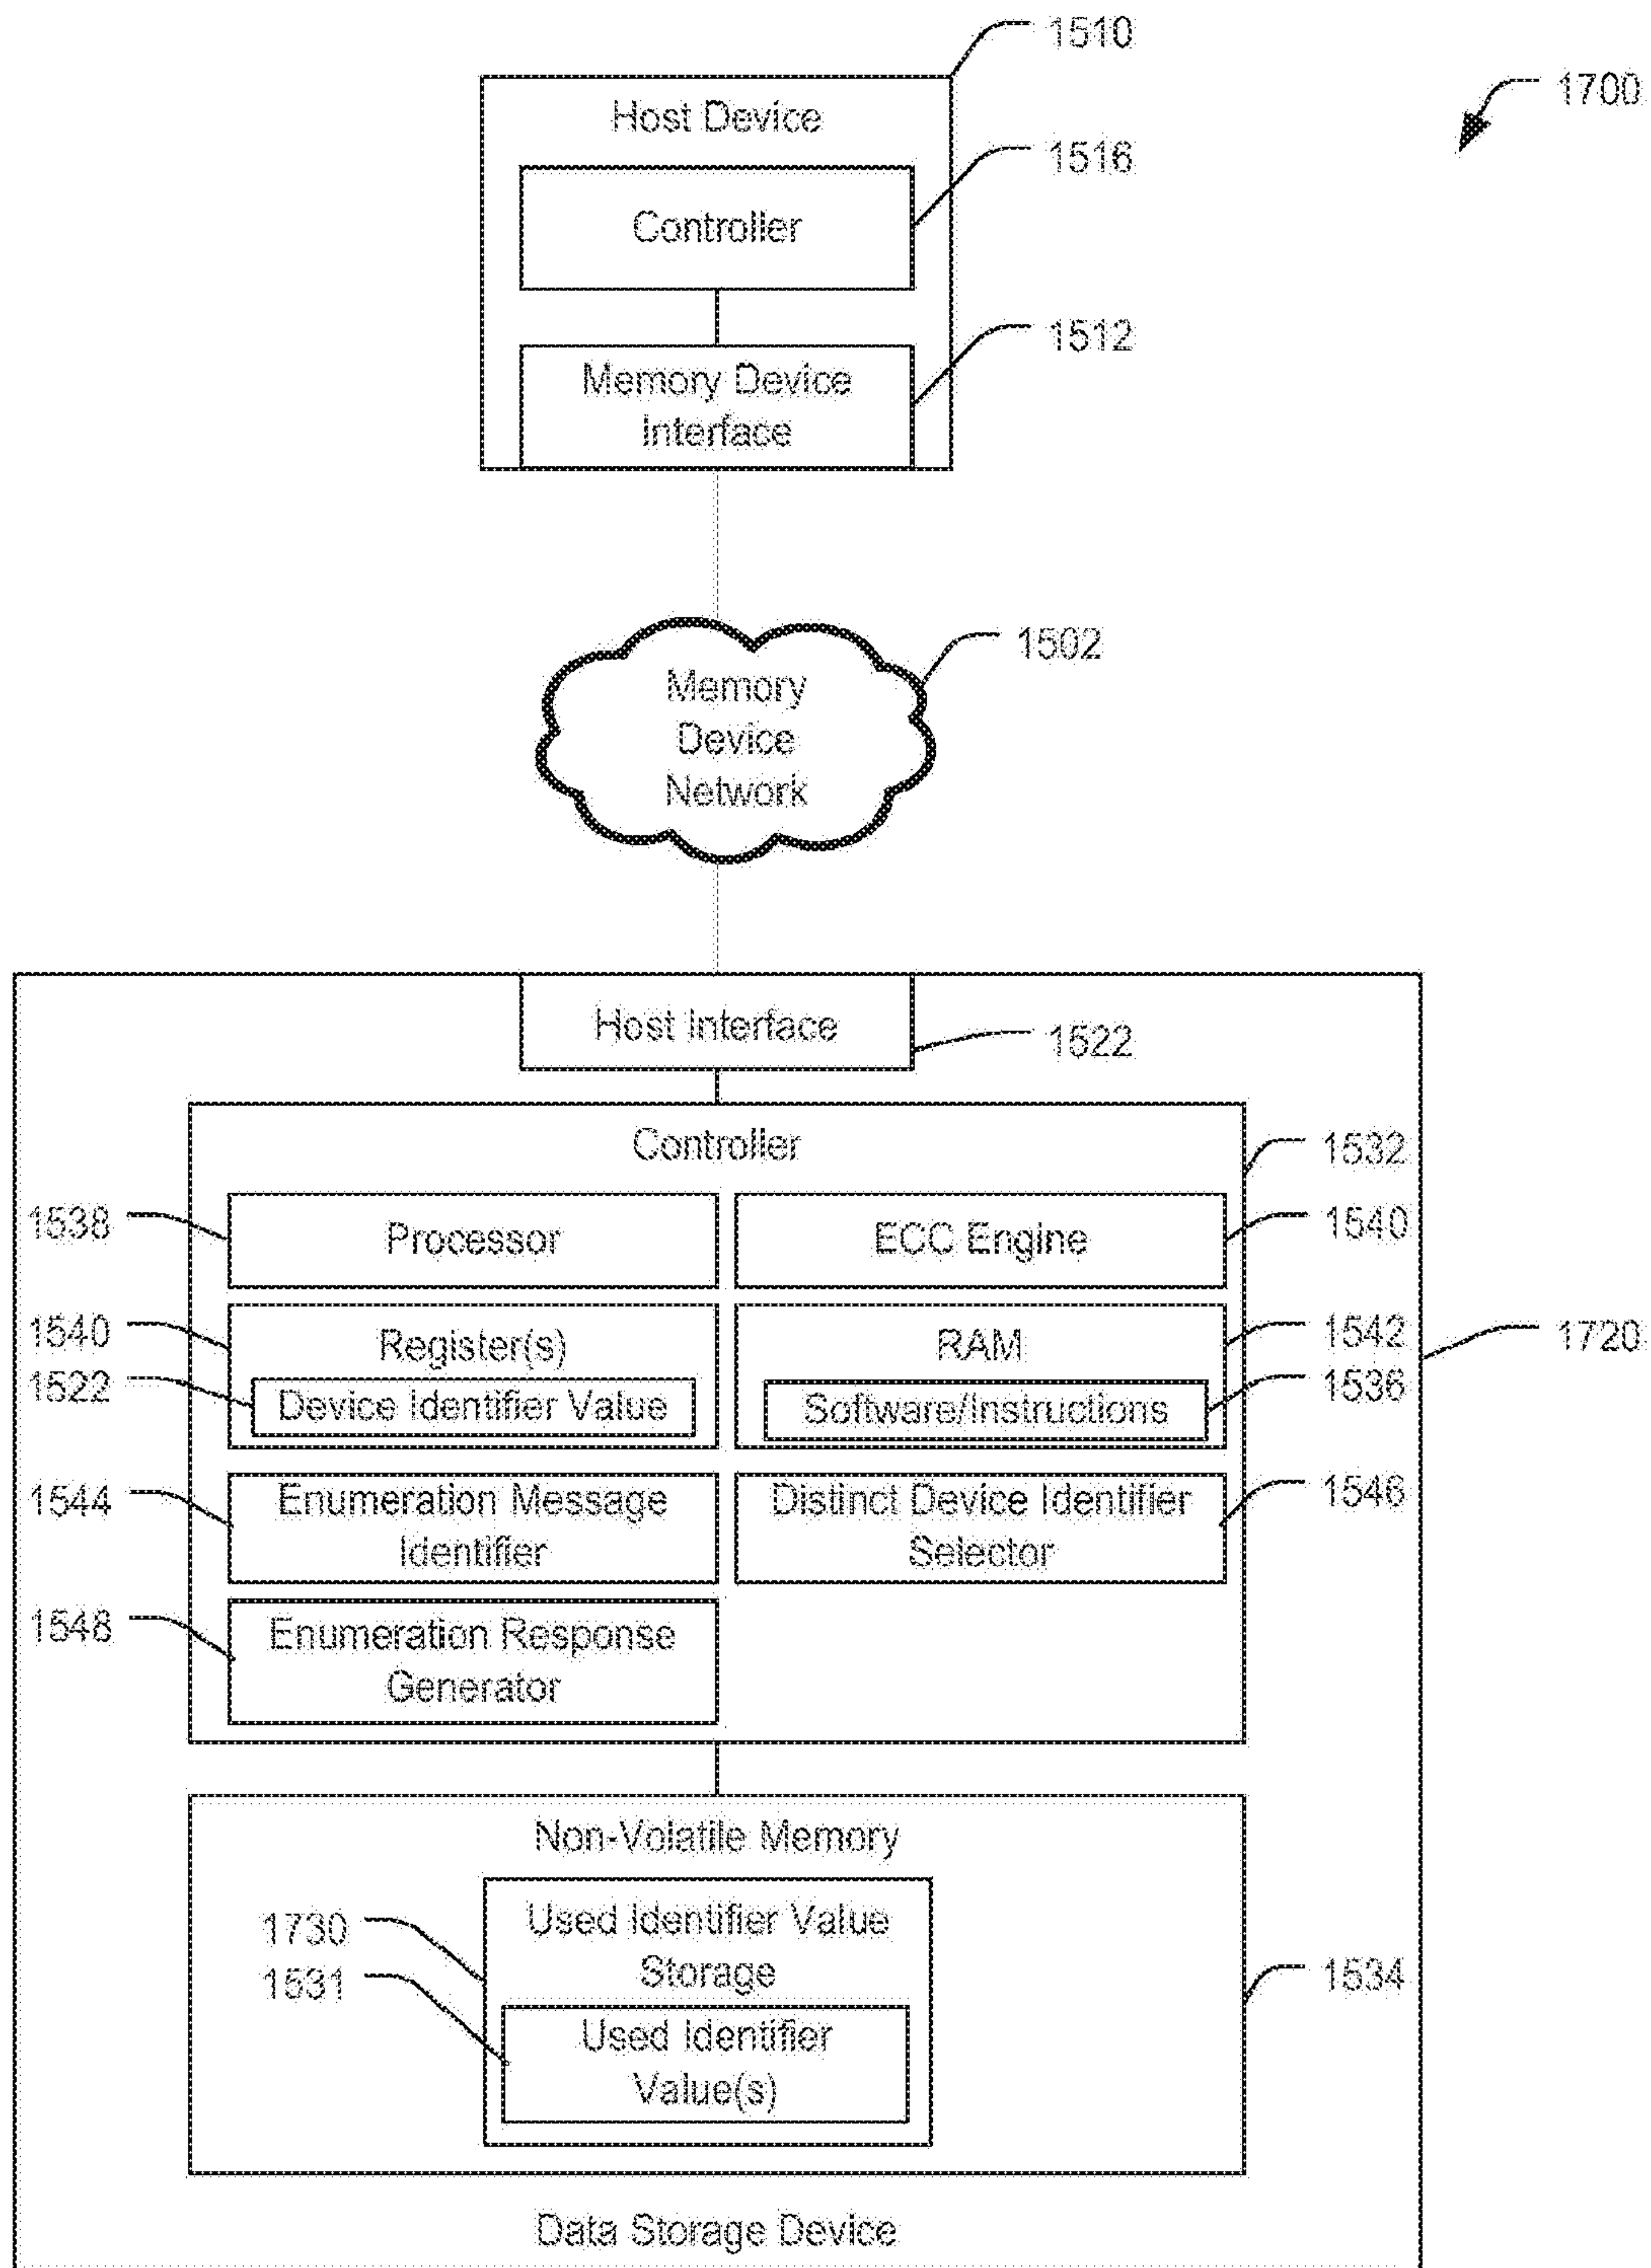 1510
1700
Host Device
1516
Controller
1512
Memory Device
Interface
1502
Memory
Device
Network
Host Interface
1522
Controller
1532
1538
Processor
ECC Engine
1540
1540
Register(s)
RAM
1542
1720
1522
Device Identifier Value
Software/Instructions
1536
1544
Enumeration Message
Identifier
Distinct Device Identifier
Selector
1546
1548
Enumeration Response
Generator
Non-Volatile Memory
1730
Used Identifier Value
Storage
1531
1534
Used Identifier
Value(s)
Data Storage Device